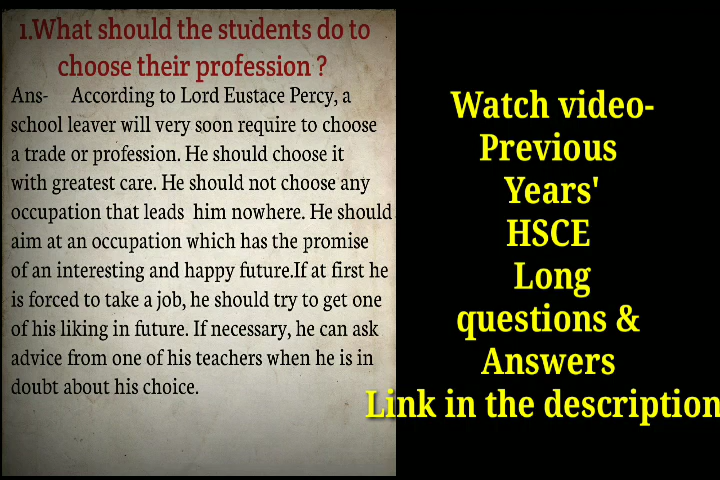 1.What should the students do to
choose their profession ?
Ans- According to Lord Eustace Percy, a
school leaver will very soon require to choose
a trade or profession. He should choose it
with greatest care. He should not choose any
occupation that leads him nowhere. He should
aim at an occupation which has the promise
of an interesting and happy future.If at first he
is forced to take a job, he should try to get one
of his liking in future. If necessary, he can ask
advice from one of his teachers when he is in
doubt about his choice.
Watch video-
Previous
Years'
HSCE
Long
questions &
Answers
Link in the description